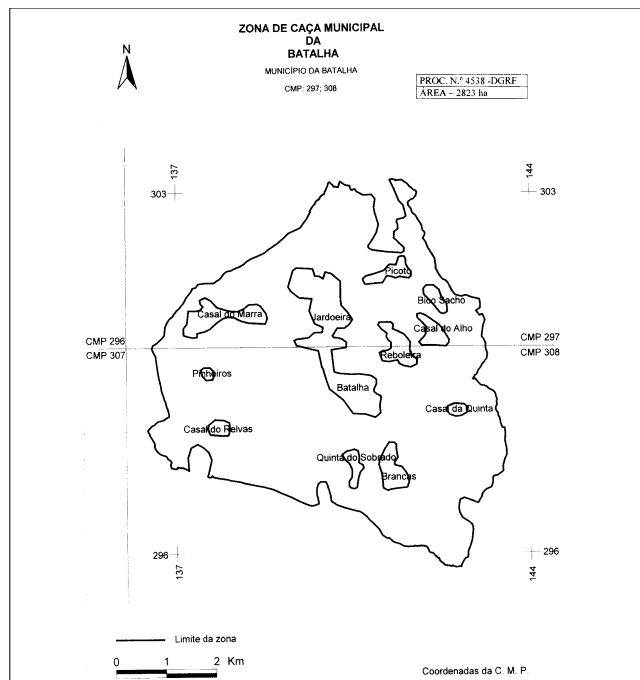 ZONA DE CAÇA MUNICIPAL
DA
BATALHA
MUNICÍPIO DA BATALHA
CMP: 297; 308
N
PROC. N.º 4538 -DGRF
ÁREA – 2823 ha
137
144
303
303
Picoto
Bico Sacho
Casal do Marra
Jardoeira
Casal do Alho
CMP 296
CMP 297
CMP 307
CMP 308
Reboleira
Pinheiros
Batalha
Casal da Quinta
Casal do Relvas
Quinta do Sobrado
Brancas
296
296
137
144
Limite da zona
0 1 2 Km
Coordenadas da C. M. P.